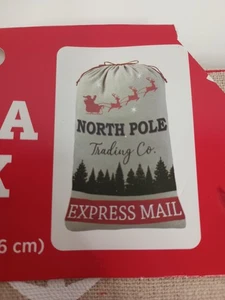 A
NORTH POLE
Trading Co.
K
EXPRESS MAIL
6 cm)